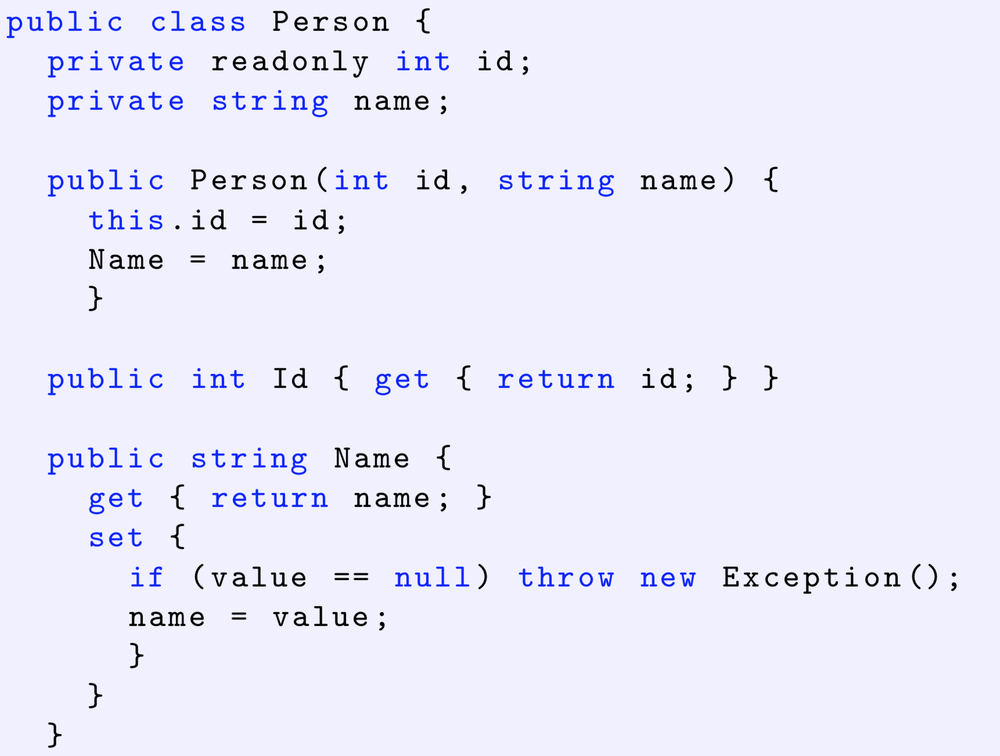 public class Person {
  private readonly int id;
  private string name;

  public Person(int id, string name) {
    this.id = id;
    Name = name;
    }

  public int Id { get { return id; } }

  public string Name {
    get { return name; }
    set {
      if (value == null) throw new Exception();
      name = value;
      }
    }
  }